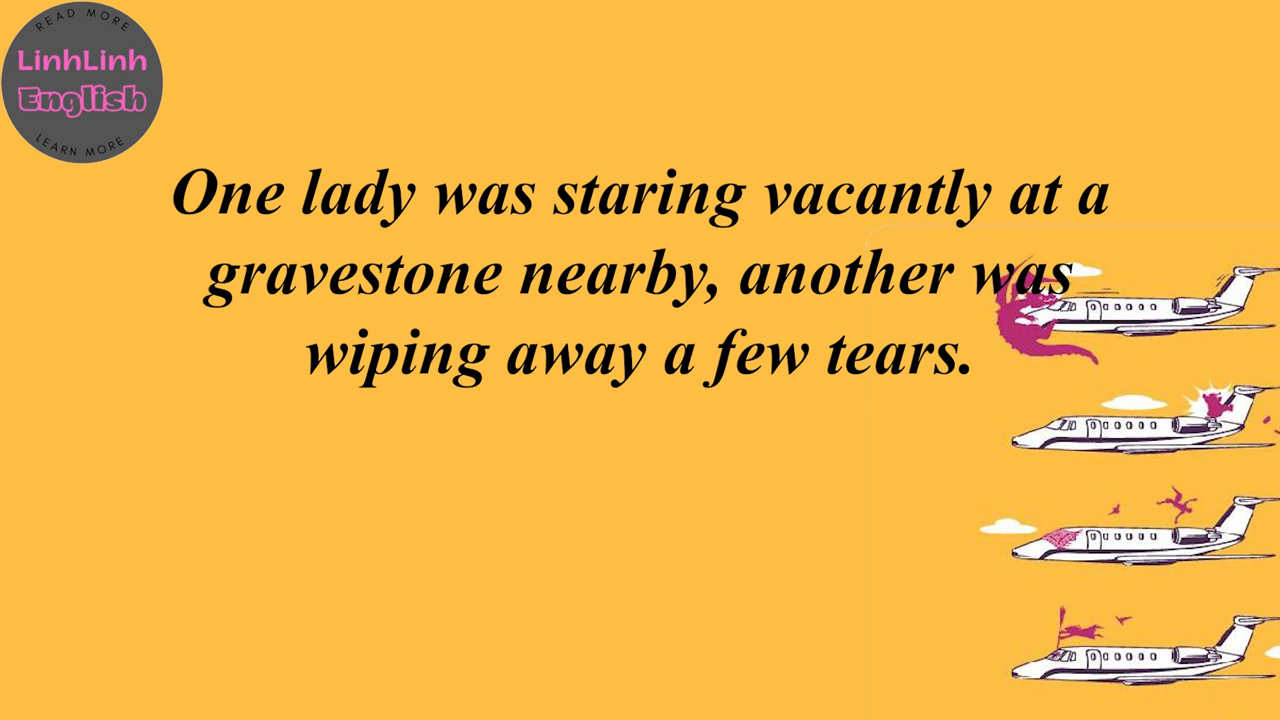 READ MORE
LinhLinh
English
LEARN MORE
One lady was staring vacantly at a
gravestone nearby, another was
wiping away a few tears.